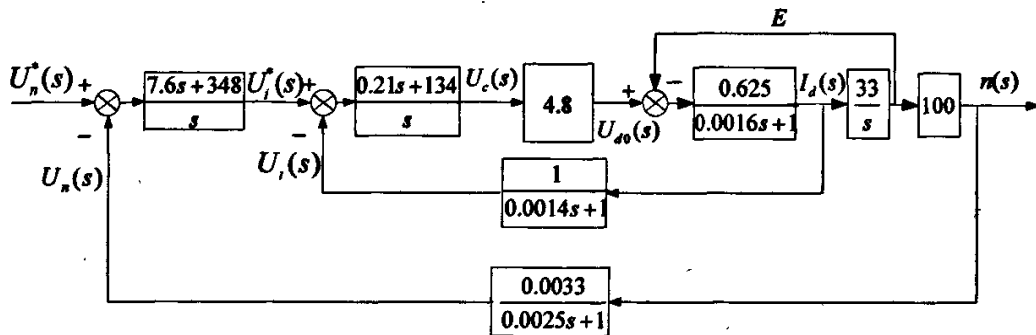 E
U*n(s)
+
7.6s+348
s
U*i(s)
+
0.21s+134
s
Uc(s)
4.8
+
Ud0(s)
−
0.625
0.0016s+1
Id(s)
33
s
100
n(s)
−
Un(s)
−
Ui(s)
1
0.0014s+1
0.0033
0.0025s+1